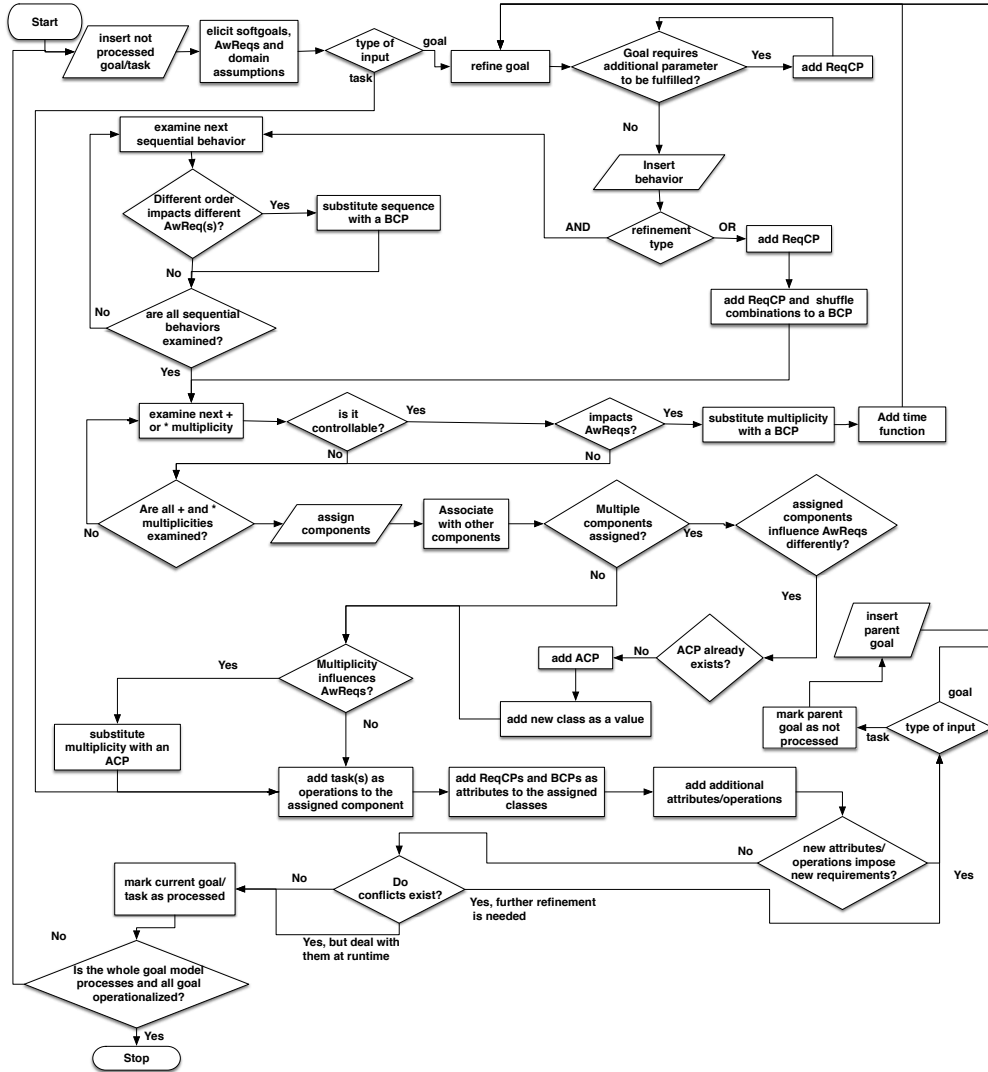 Start
insert not
processed
goal/task
elicit softgoals,
AwReqs and
domain
assumptions
type of
input
goal
task
refine goal
Goal requires
additional parameter
to be fulfilled?
Yes
add ReqCP
No
Insert
behavior
refinement
type
AND
OR
add ReqCP
add ReqCP and shuffle
combinations to a BCP
examine next
sequential behavior
Different order
impacts different
AwReq(s)?
Yes
substitute sequence
with a BCP
No
are all sequential
behaviors
examined?
No
Yes
examine next +
or * multiplicity
is it
controllable?
Yes
No
impacts
AwReqs?
Yes
No
substitute multiplicity
with a BCP
Add time
function
Are all + and *
multiplicities
examined?
No
assign
components
Associate
with other
components
Multiple
components
assigned?
Yes
No
assigned
components
influence AwReqs
differently?
Yes
ACP already
exists?
No
add ACP
add new class as a value
insert
parent
goal
goal
mark parent
goal as not
processed
task
type of input
Multiplicity
influences
AwReqs?
Yes
No
substitute
multiplicity with an
ACP
add task(s) as
operations to the
assigned component
add ReqCPs and BCPs as
attributes to the assigned
classes
add additional
attributes/operations
new attributes/
operations impose
new requirements?
No
Yes
Do
conflicts exist?
No
Yes, further refinement
is needed
Yes, but deal with
them at runtime
mark current goal/
task as processed
No
Is the whole goal model
processes and all goal
operationalized?
Yes
Stop